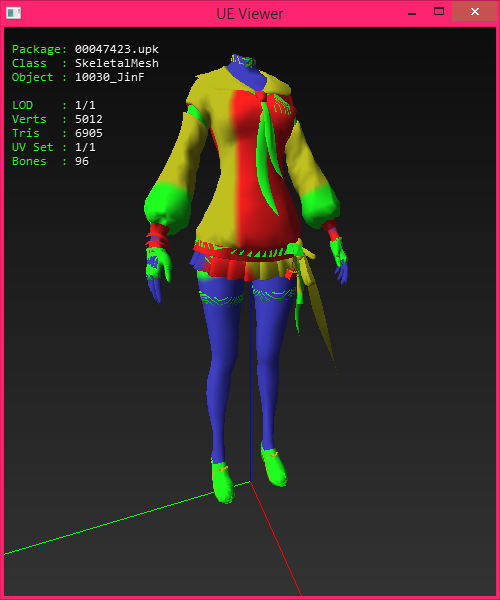 UE Viewer
Package: 00047423.upk
Class  : SkeletalMesh
Object : 10030_JinF
LOD    : 1/1
Verts  : 5012
Tris   : 6905
UV Set : 1/1
Bones  : 96